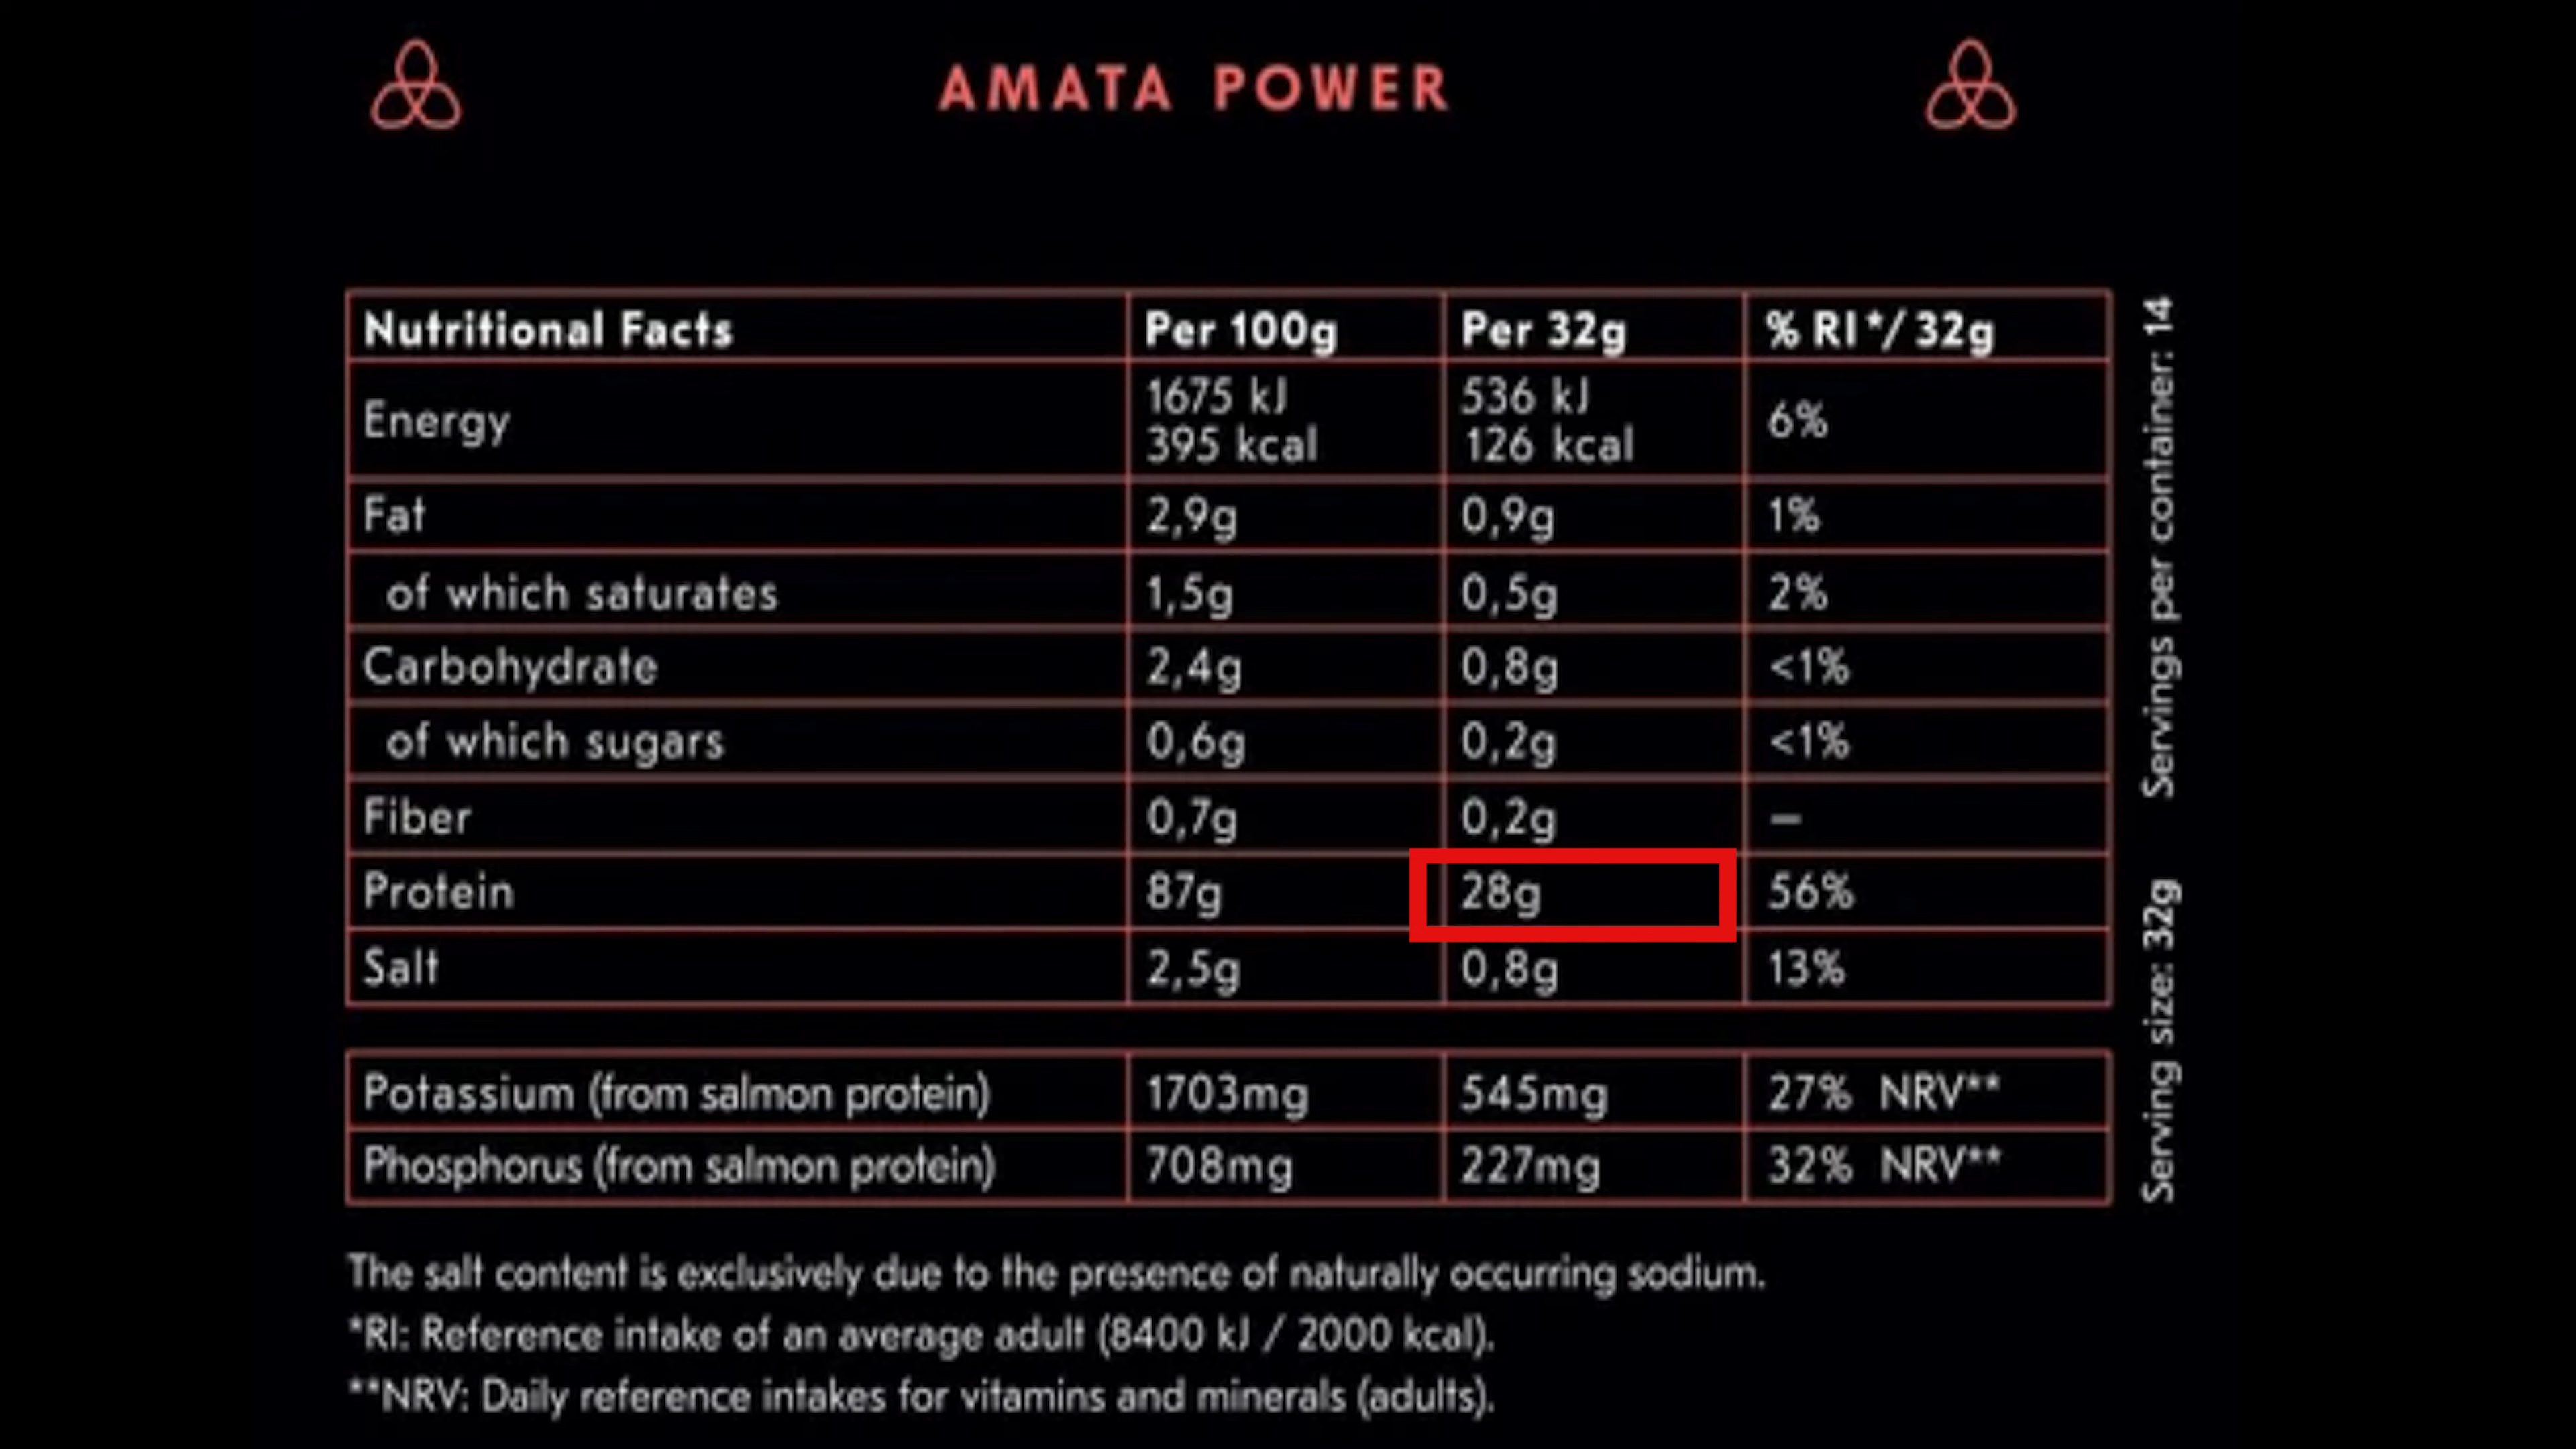 AMATA POWER
Nutritional Facts Per 100g Per 32g % RI*/32g
Energy 1675 kJ 536 kJ 6%
395 kcal 126 kcal
Fat 2,9g 0,9g 1%
of which saturates 1,5g 0,5g 2%
Carbohydrate 2,4g 0,8g <1%
of which sugars 0,6g 0,2g <1%
Fiber 0,7g 0,2g –
Protein 87g 28g 56%
Salt 2,5g 0,8g 13%
Potassium (from salmon protein) 1703mg 545mg 27% NRV**
Phosphorus (from salmon protein) 708mg 227mg 32% NRV**
Serving size: 32g Servings per container: 14
The salt content is exclusively due to the presence of naturally occurring sodium.
*RI: Reference intake of an average adult (8400 kJ / 2000 kcal).
**NRV: Daily reference intakes for vitamins and minerals (adults).